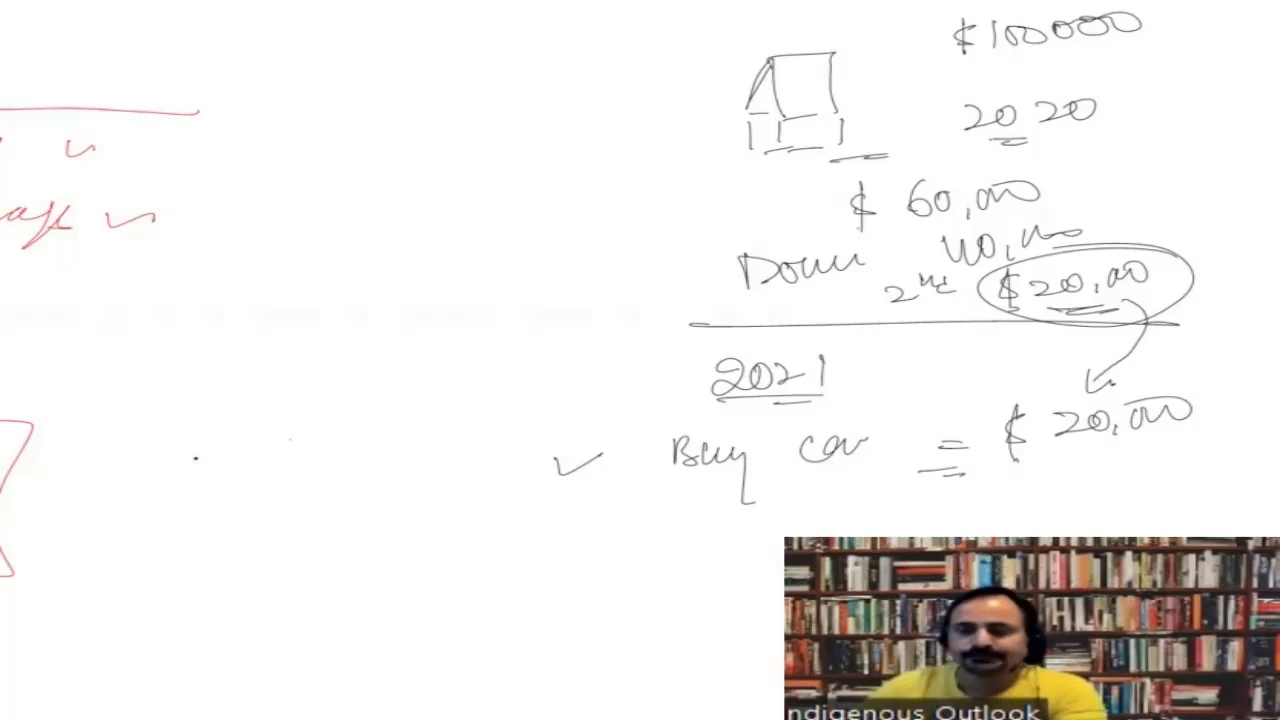 $100000
2020
$ 60,000
Down 40,000
2nd $20,000
2021
Buy car = $ 20,000
ndigenous Outlook